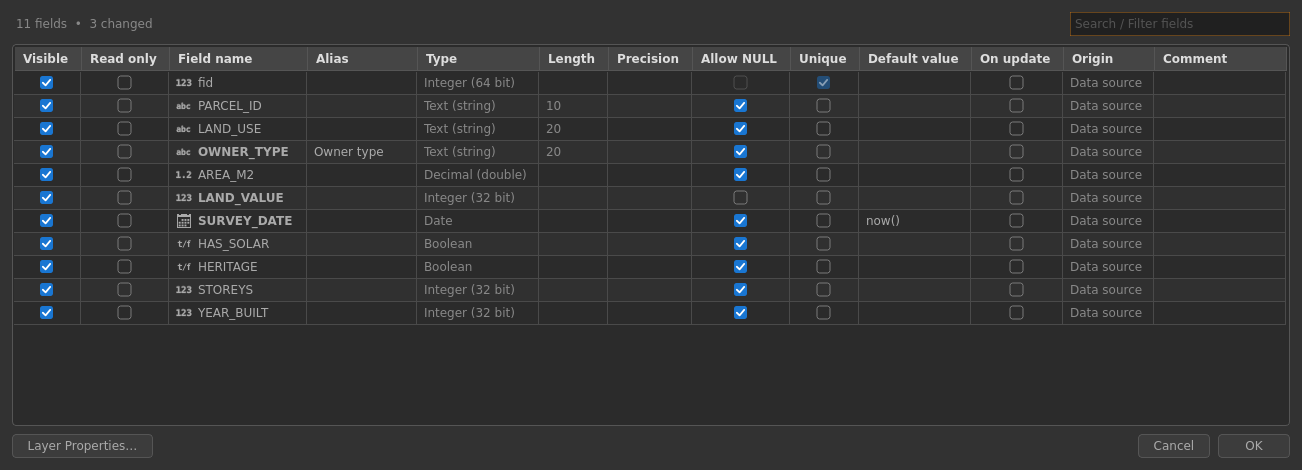 11 fields • 3 changed
Search / Filter fields
Visible Read only Field name Alias Type Length Precision Allow NULL Unique Default value On update Origin Comment
123 fid Integer (64 bit) Data source
abc PARCEL_ID Text (string) 10 Data source
abc LAND_USE Text (string) 20 Data source
abc OWNER_TYPE Owner type Text (string) 20 Data source
1.2 AREA_M2 Decimal (double) Data source
123 LAND_VALUE Integer (32 bit) Data source
SURVEY_DATE Date now() Data source
t/f HAS_SOLAR Boolean Data source
t/f HERITAGE Boolean Data source
123 STOREYS Integer (32 bit) Data source
123 YEAR_BUILT Integer (32 bit) Data source
Layer Properties... Cancel OK